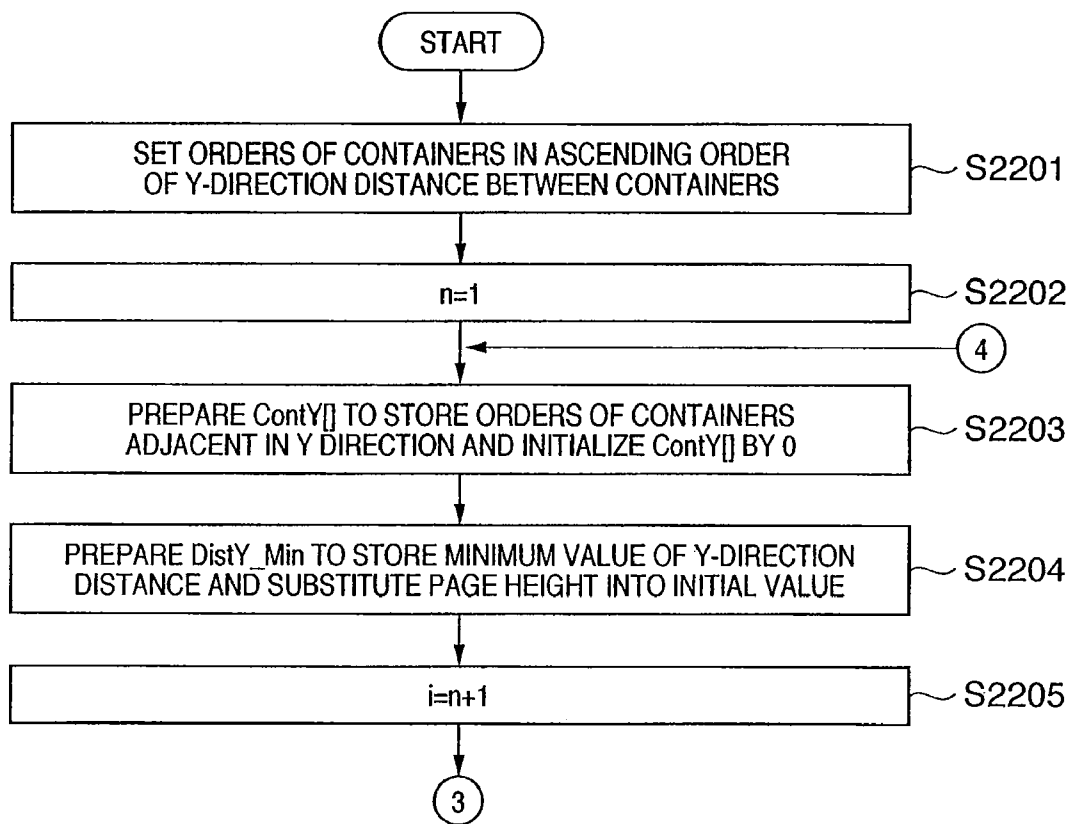 START
SET ORDERS OF CONTAINERS IN ASCENDING ORDER
OF Y-DIRECTION DISTANCE BETWEEN CONTAINERS
S2201
n=1
S2202
4
PREPARE ContY[] TO STORE ORDERS OF CONTAINERS
ADJACENT IN Y DIRECTION AND INITIALIZE ContY[] BY 0
S2203
PREPARE DistY_Min TO STORE MINIMUM VALUE OF Y-DIRECTION
DISTANCE AND SUBSTITUTE PAGE HEIGHT INTO INITIAL VALUE
S2204
i=n+1
S2205
3